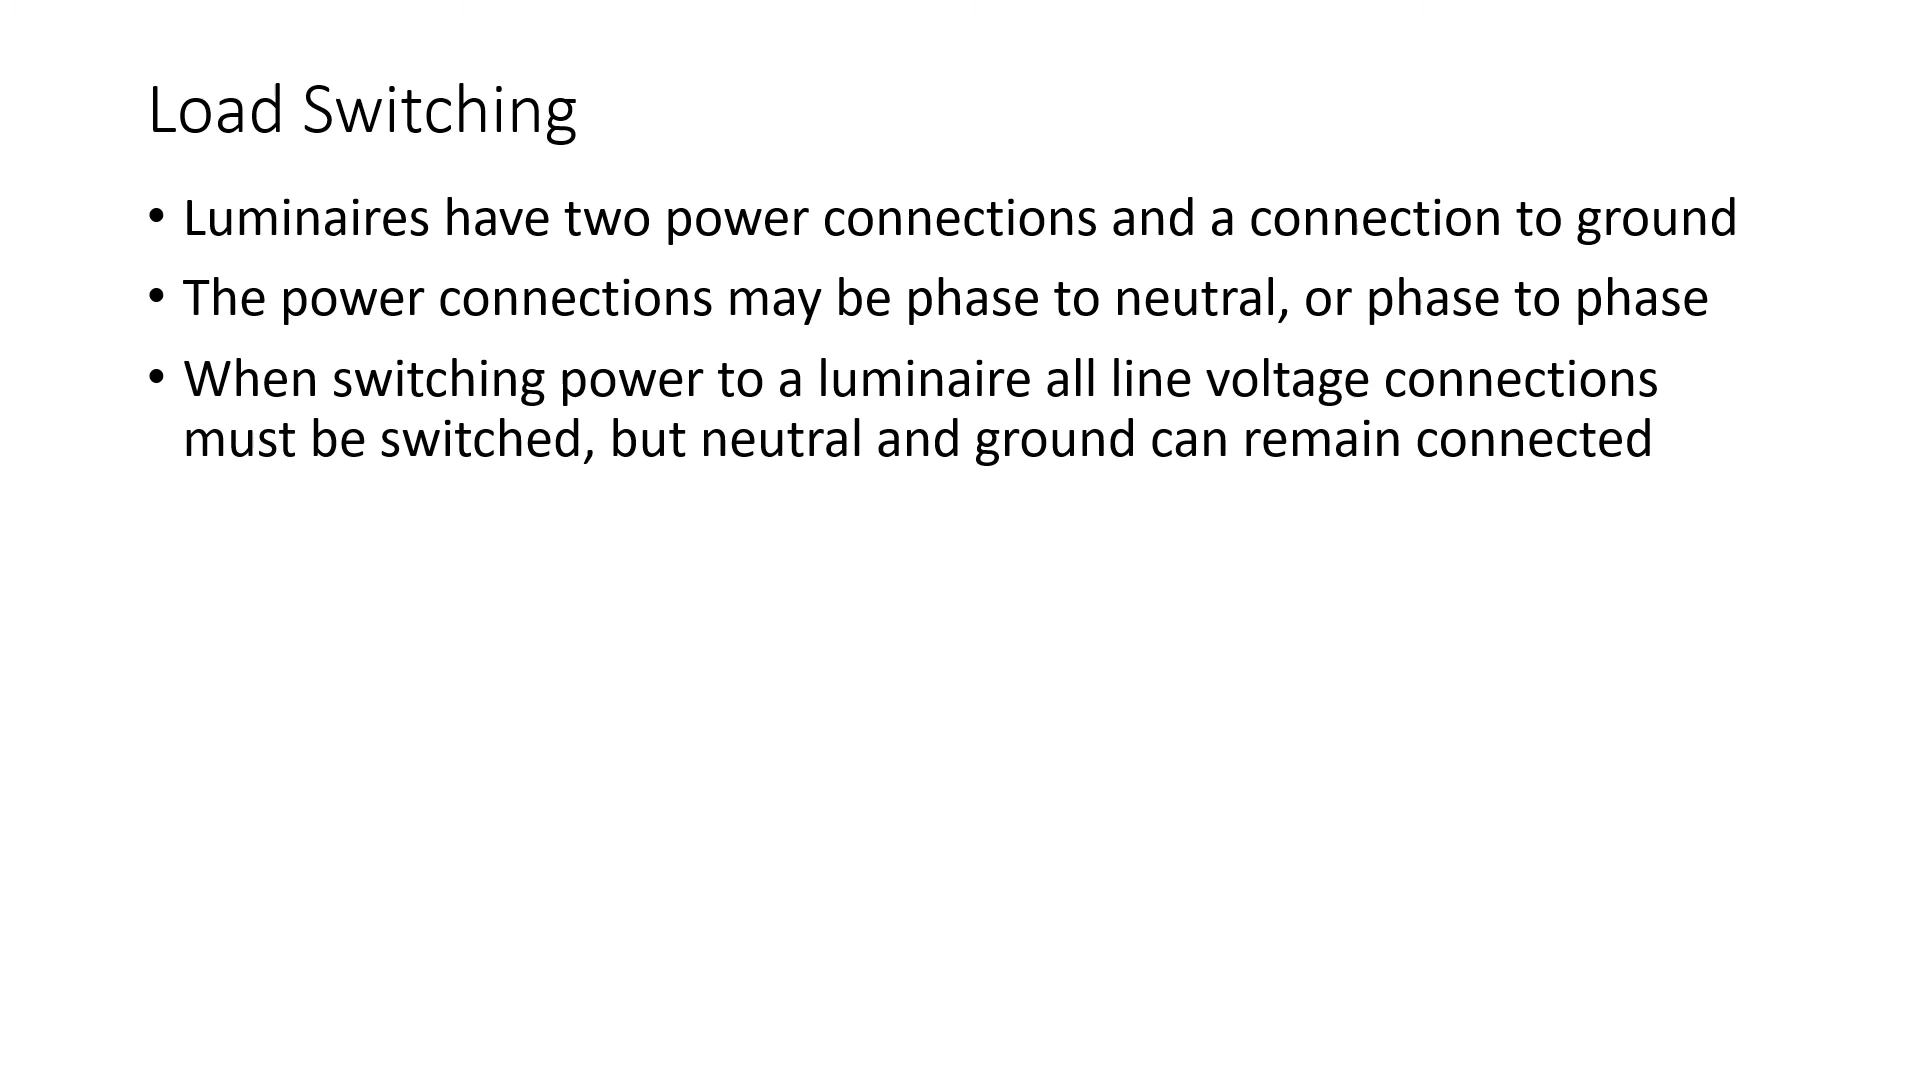 Load Switching
• Luminaires have two power connections and a connection to ground
• The power connections may be phase to neutral, or phase to phase
• When switching power to a luminaire all line voltage connections
must be switched, but neutral and ground can remain connected